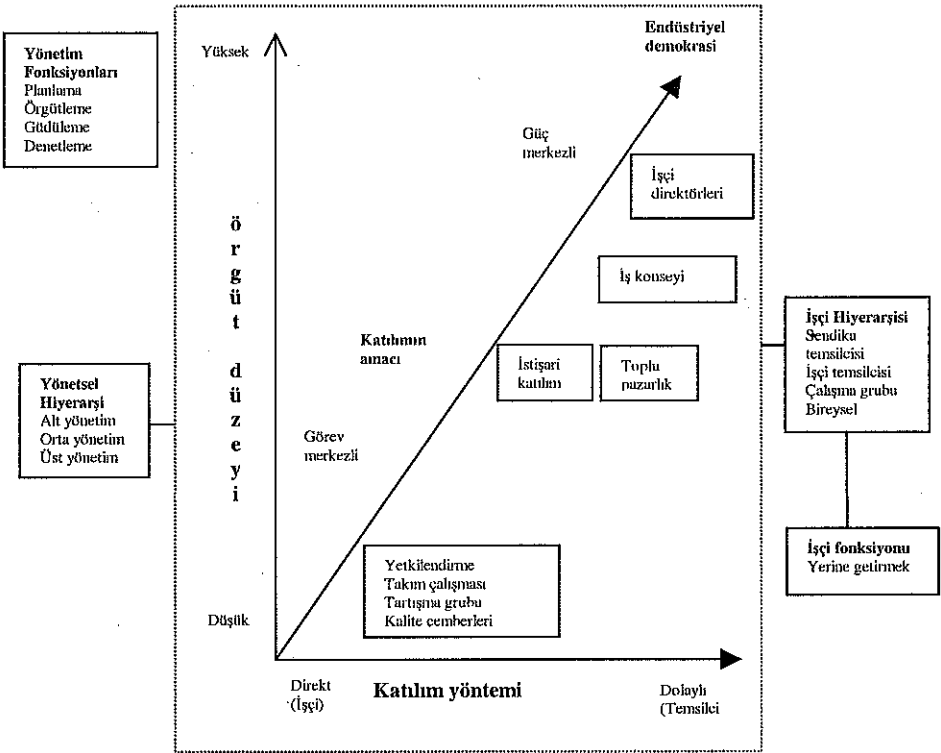 Yönetim
Fonksiyonları
Planlama
Örgütleme
Güdüleme
Denetleme
Yönetsel
Hiyerarşi
Alt yönetim
Orta yönetim
Üst yönetim
Yüksek
örgüt düzeyi
Düşük
Endüstriyel
demokrasi
Güç
merkezli
İşçi
direktörleri
İş konseyi
Katılımın
amacı
İstişari
katılım
Toplu
pazarlık
Görev
merkezli
Yetkilendirme
Takım çalışması
Tartışma grubu
Kalite çemberleri
Direkt
(İşçi)
Katılım yöntemi
Dolaylı
(Temsilci
İşçi Hiyerarşisi
Sendika
temsilcisi
İşçi temsilcisi
Çalışma grubu
Bireysel
İşçi fonksiyonu
Yerine getirmek